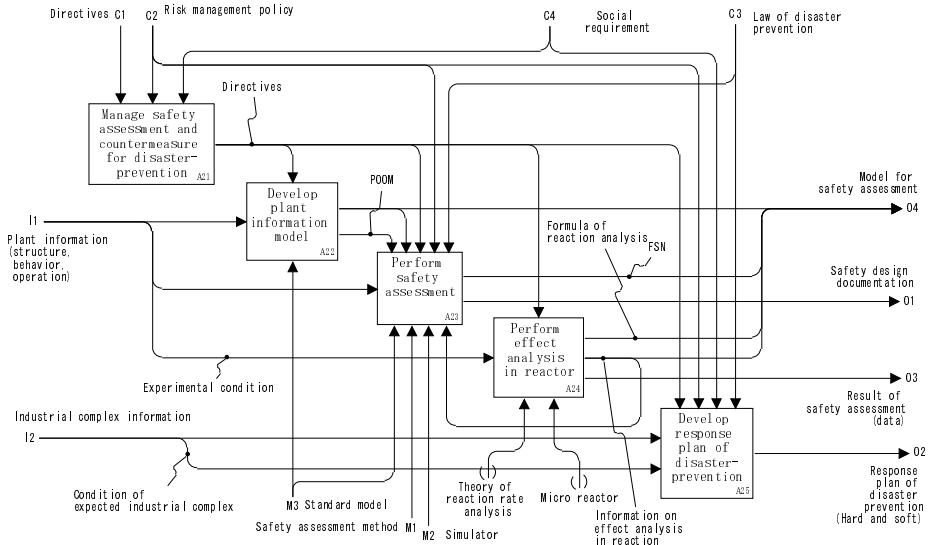 Directives C1
C2 Risk management policy
C4
Social
requirement
C3
Law of disaster
prevention
Directives
Manage safety
assessment and
countermeasure
for disaster-
prevention
A21
POOM
Develop
plant
information
model
A22
Model for
safety assessment
O4
I1
Plant information
(structure,
behavior,
operation)
Formula of
reaction analysis
FSN
Perform
safety
assessment
A23
Safety design
documentation
O1
Perform
effect
analysis
in reactor
A24
Experimental condition
O3
Result of
safety assessment
(data)
Industrial complex information
I2
Develop
response
plan of
disaster-
prevention
A25
O2
Response
plan of
disaster
prevention
(Hard and soft)
Condition of
expected industrial complex
Theory of
reaction rate
analysis
Micro reactor
M3 Standard model
Safety assessment method M1
M2 Simulator
Information on
effect analysis
in reaction